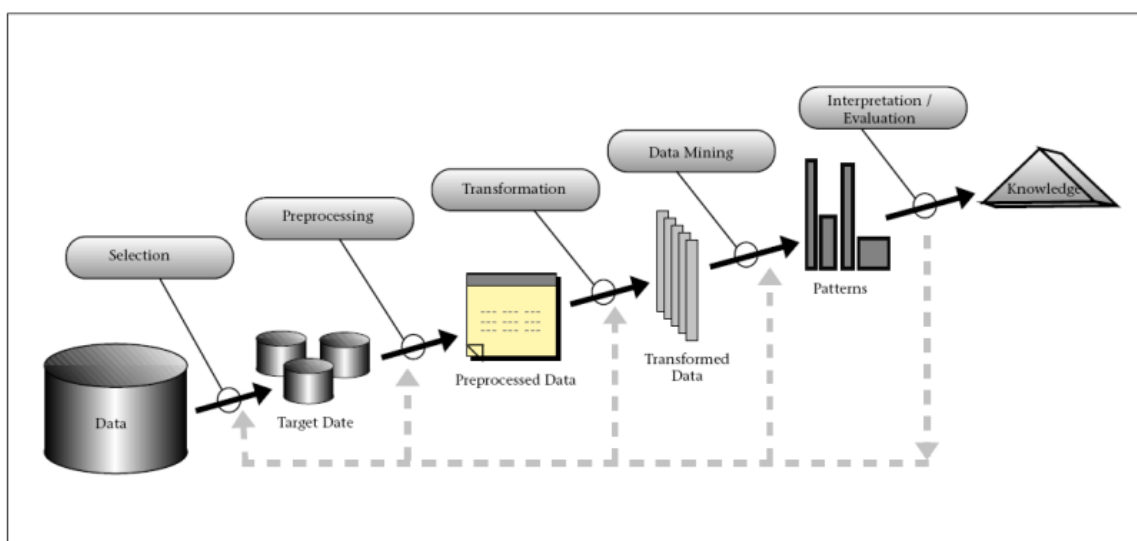 Interpretation /
Evaluation
Data Mining
Transformation
Knowledge
Preprocessing
Selection
Patterns
Transformed
Data
Preprocessed Data
Target Date
Data